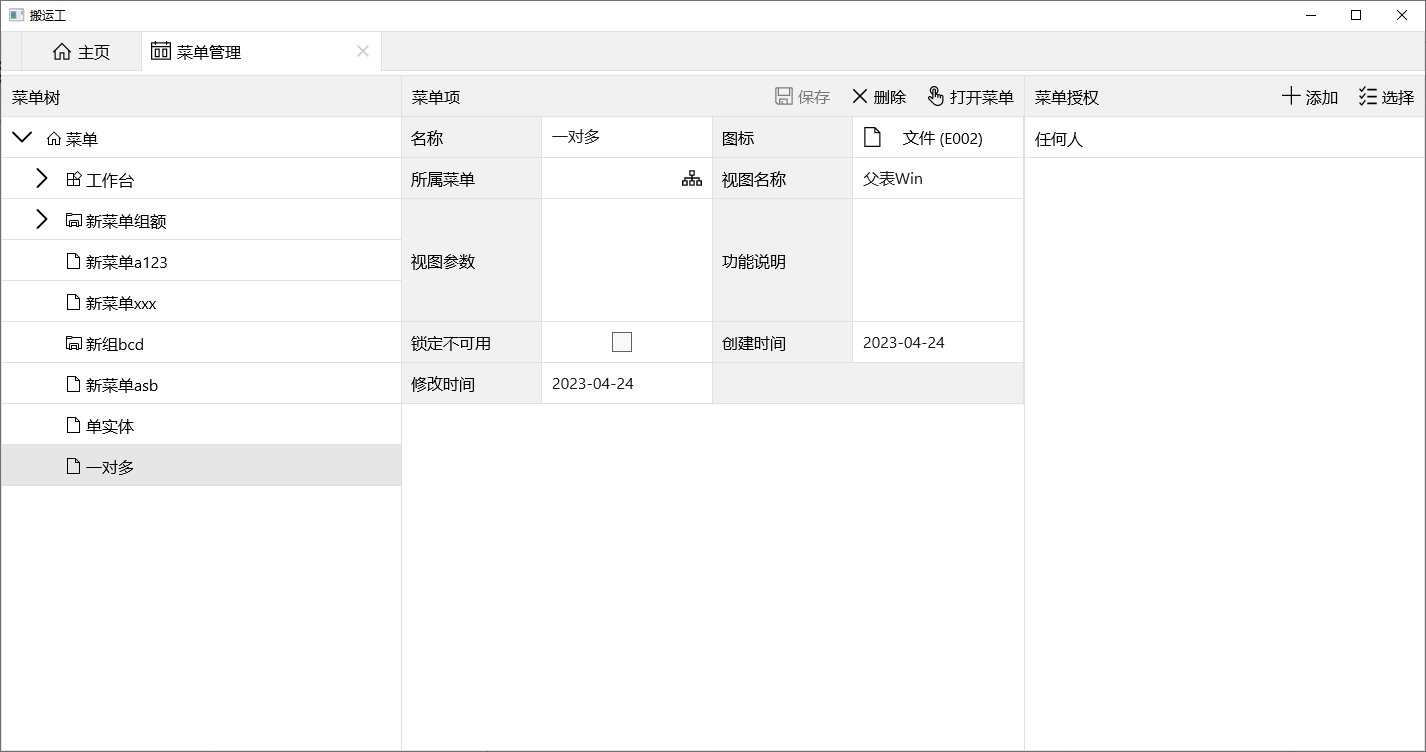 搬运工
主页
菜单管理
菜单树
菜单
工作台
新菜单组额
新菜单a123
新菜单xxx
新组bcd
新菜单asb
单实体
一对多
菜单项 保存 删除 打开菜单
名称 一对多 图标 文件 (E002)
所属菜单 视图名称 父表Win
视图参数 功能说明
锁定不可用 创建时间 2023-04-24
修改时间 2023-04-24
菜单授权 添加 选择
任何人